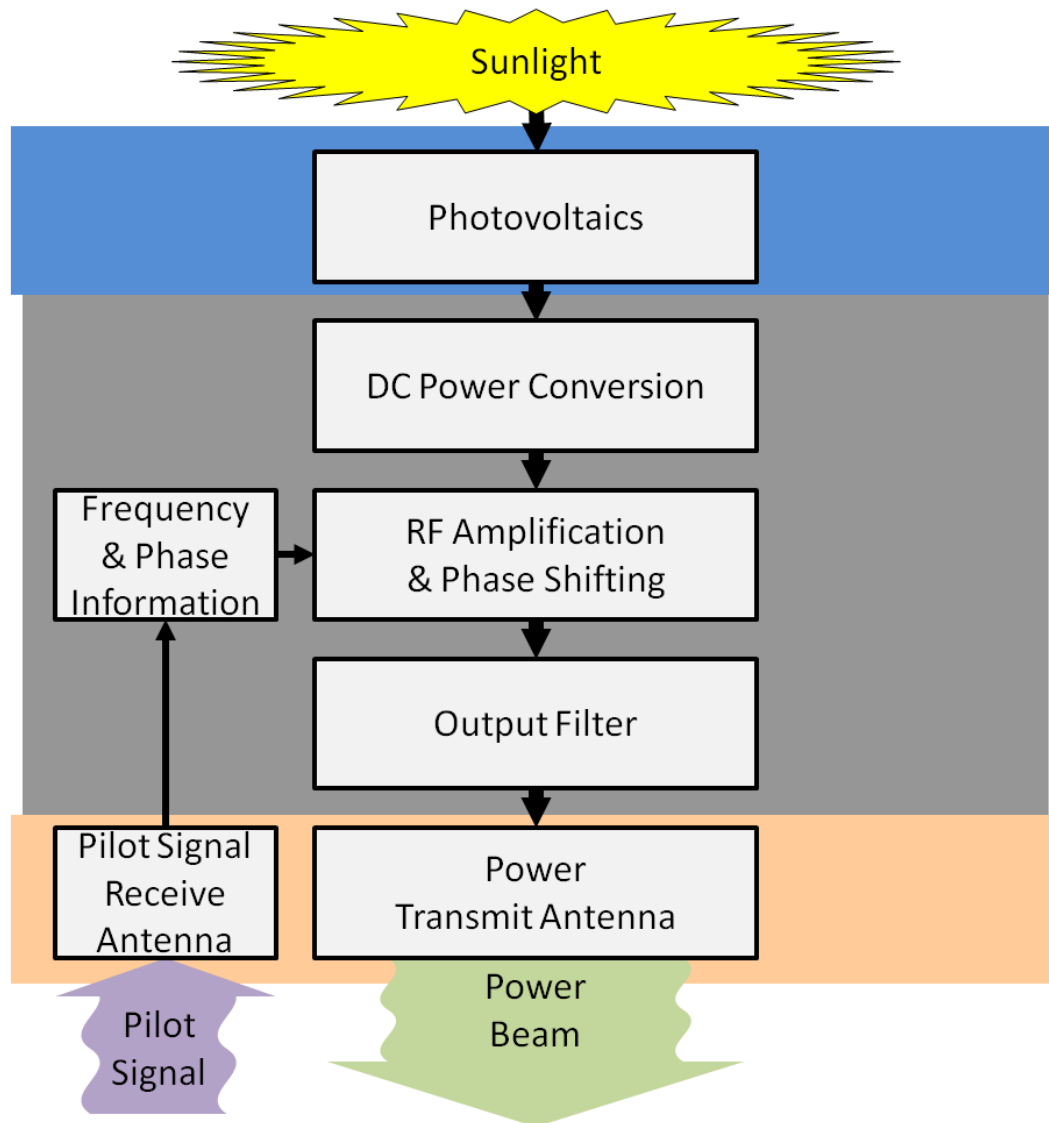 Sunlight
Photovoltaics
DC Power Conversion
Frequency
& Phase
Information
RF Amplification
& Phase Shifting
Output Filter
Pilot Signal
Receive
Antenna
Power
Transmit Antenna
Pilot
Signal
Power
Beam